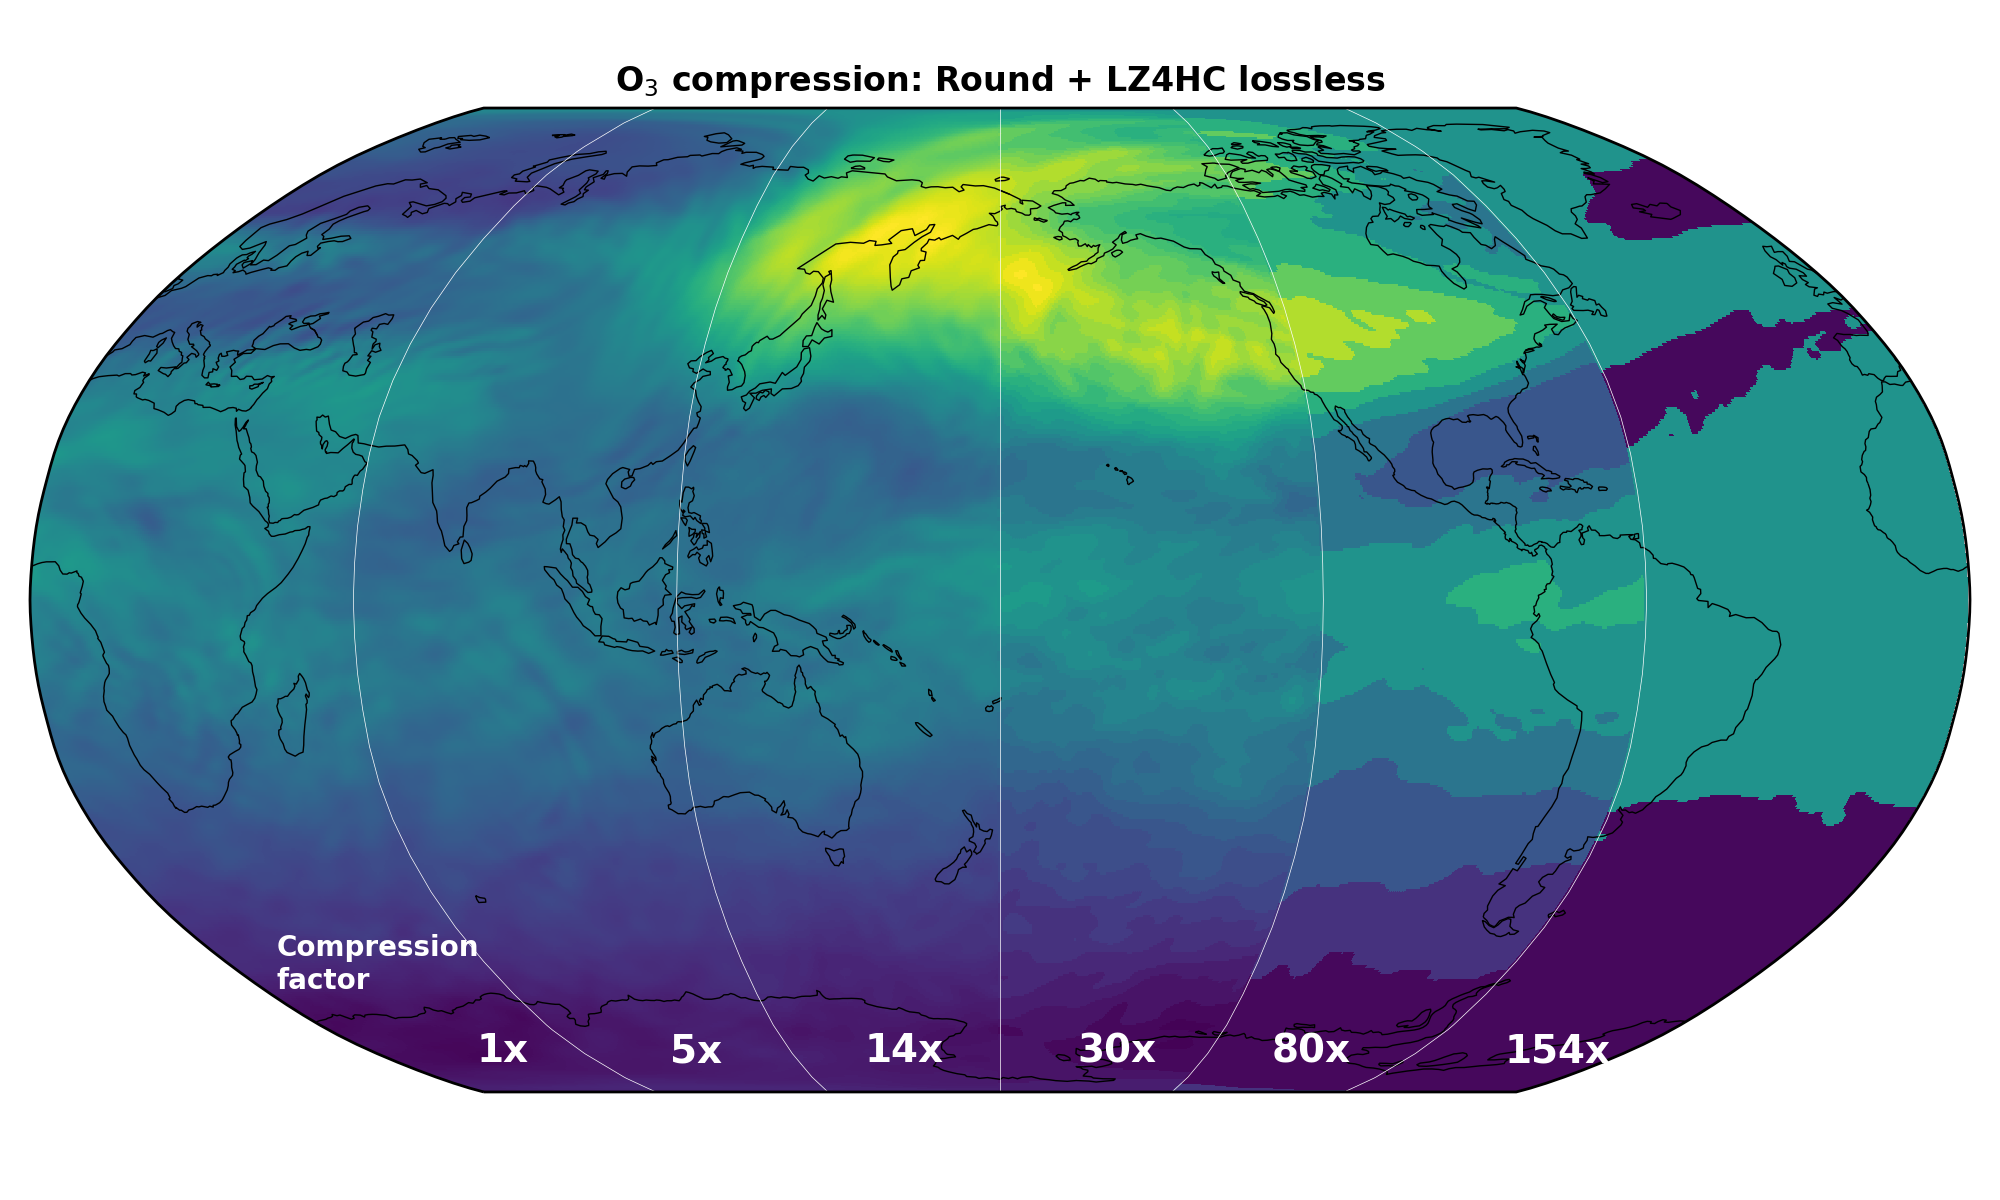 O₃ compression: Round + LZ4HC lossless
Compression
factor
1x 5x 14x 30x 80x 154x